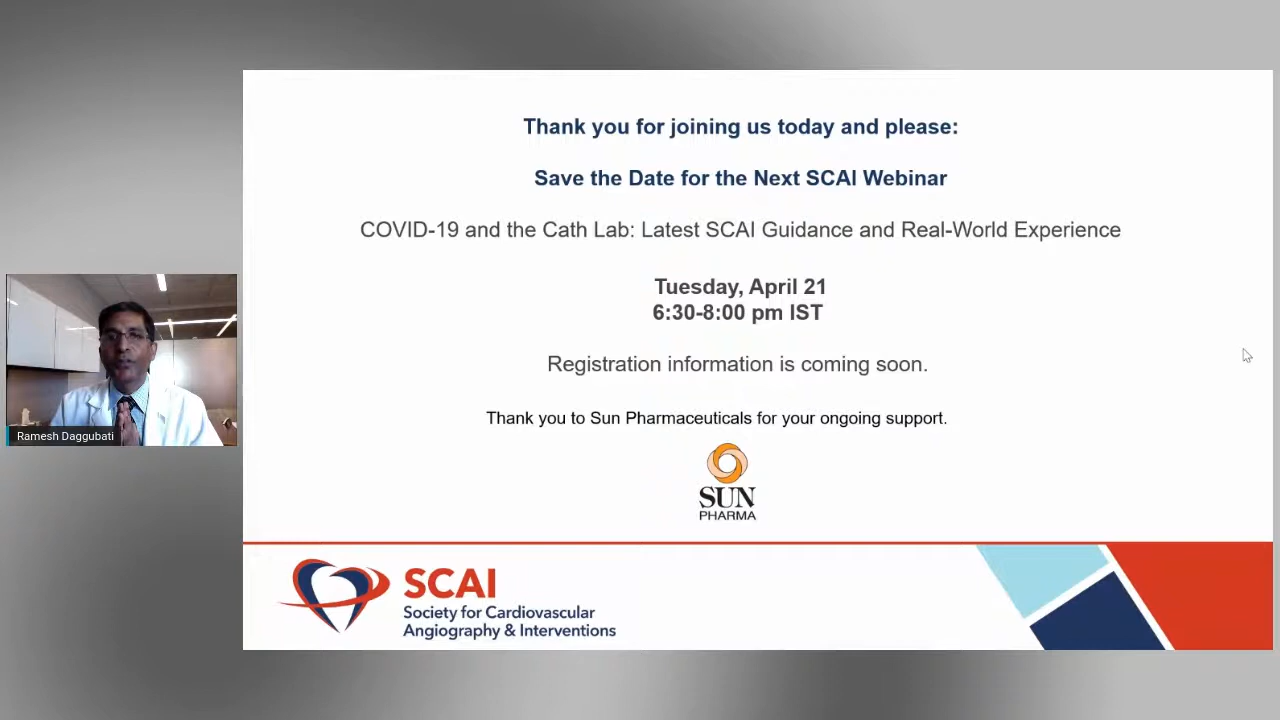 Thank you for joining us today and please:
Save the Date for the Next SCAI Webinar
COVID-19 and the Cath Lab: Latest SCAI Guidance and Real-World Experience
Tuesday, April 21
6:30-8:00 pm IST
Registration information is coming soon.
Thank you to Sun Pharmaceuticals for your ongoing support.
SUN
PHARMA
Ramesh Daggubati
SCAI
Society for Cardiovascular
Angiography & Interventions